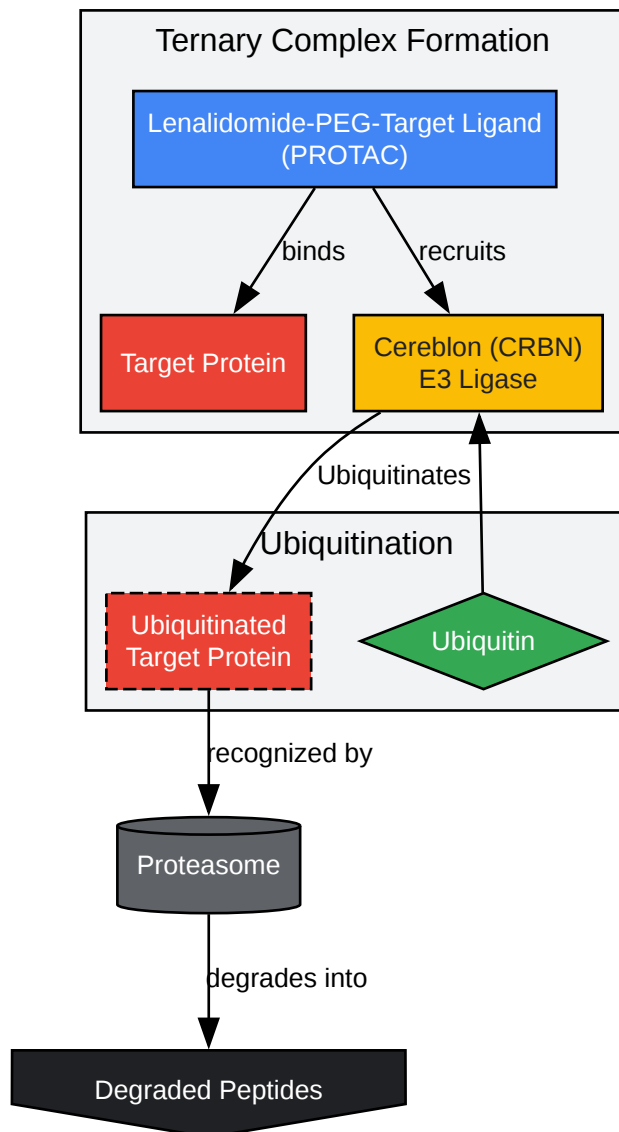 Ternary Complex Formation
Lenalidomide-PEG-Target Ligand
(PROTAC)
binds
recruits
Target Protein
Cereblon (CRBN)
E3 Ligase
Ubiquitinates
Ubiquitination
Ubiquitinated
Target Protein
Ubiquitin
recognized by
Proteasome
degrades into
Degraded Peptides